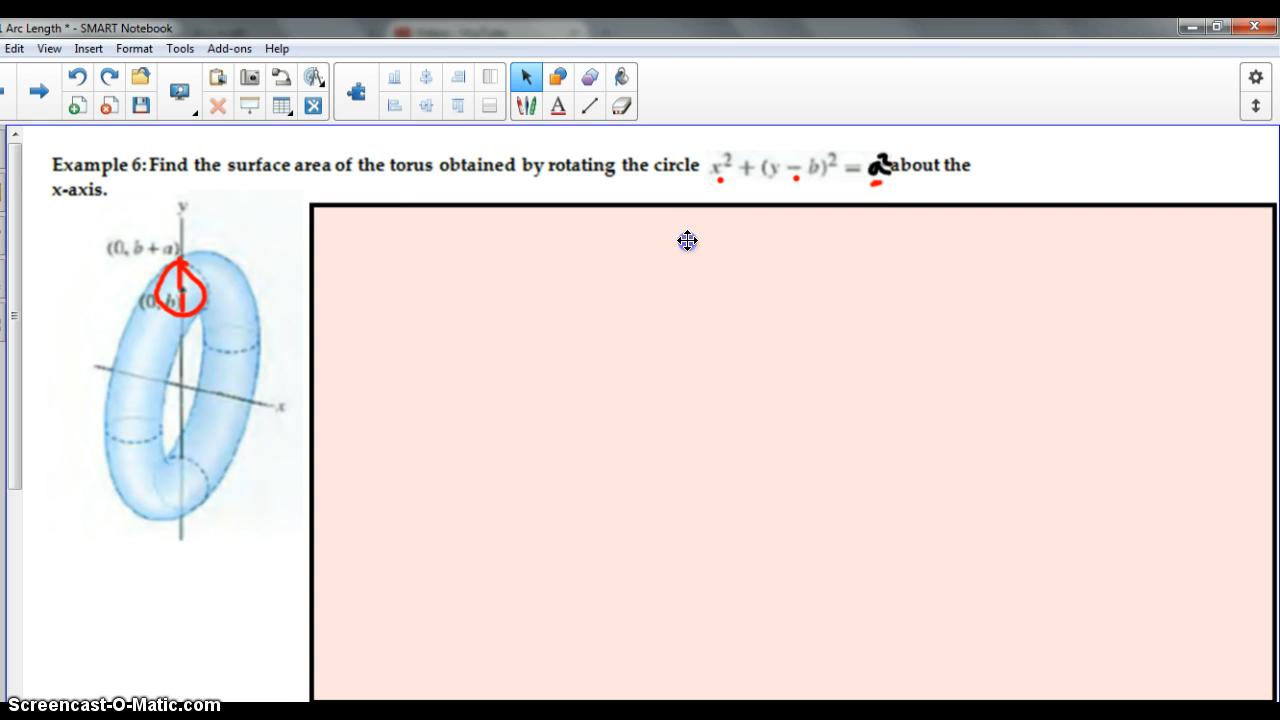 Arc Length * - SMART Notebook
Edit View Insert Format Tools Add-ons Help
Example 6: Find the surface area of the torus obtained by rotating the circle x² + (y − b)² = a² about the
x-axis.
y
(0, b + a)
(0, b)
x
Screencast-O-Matic.com